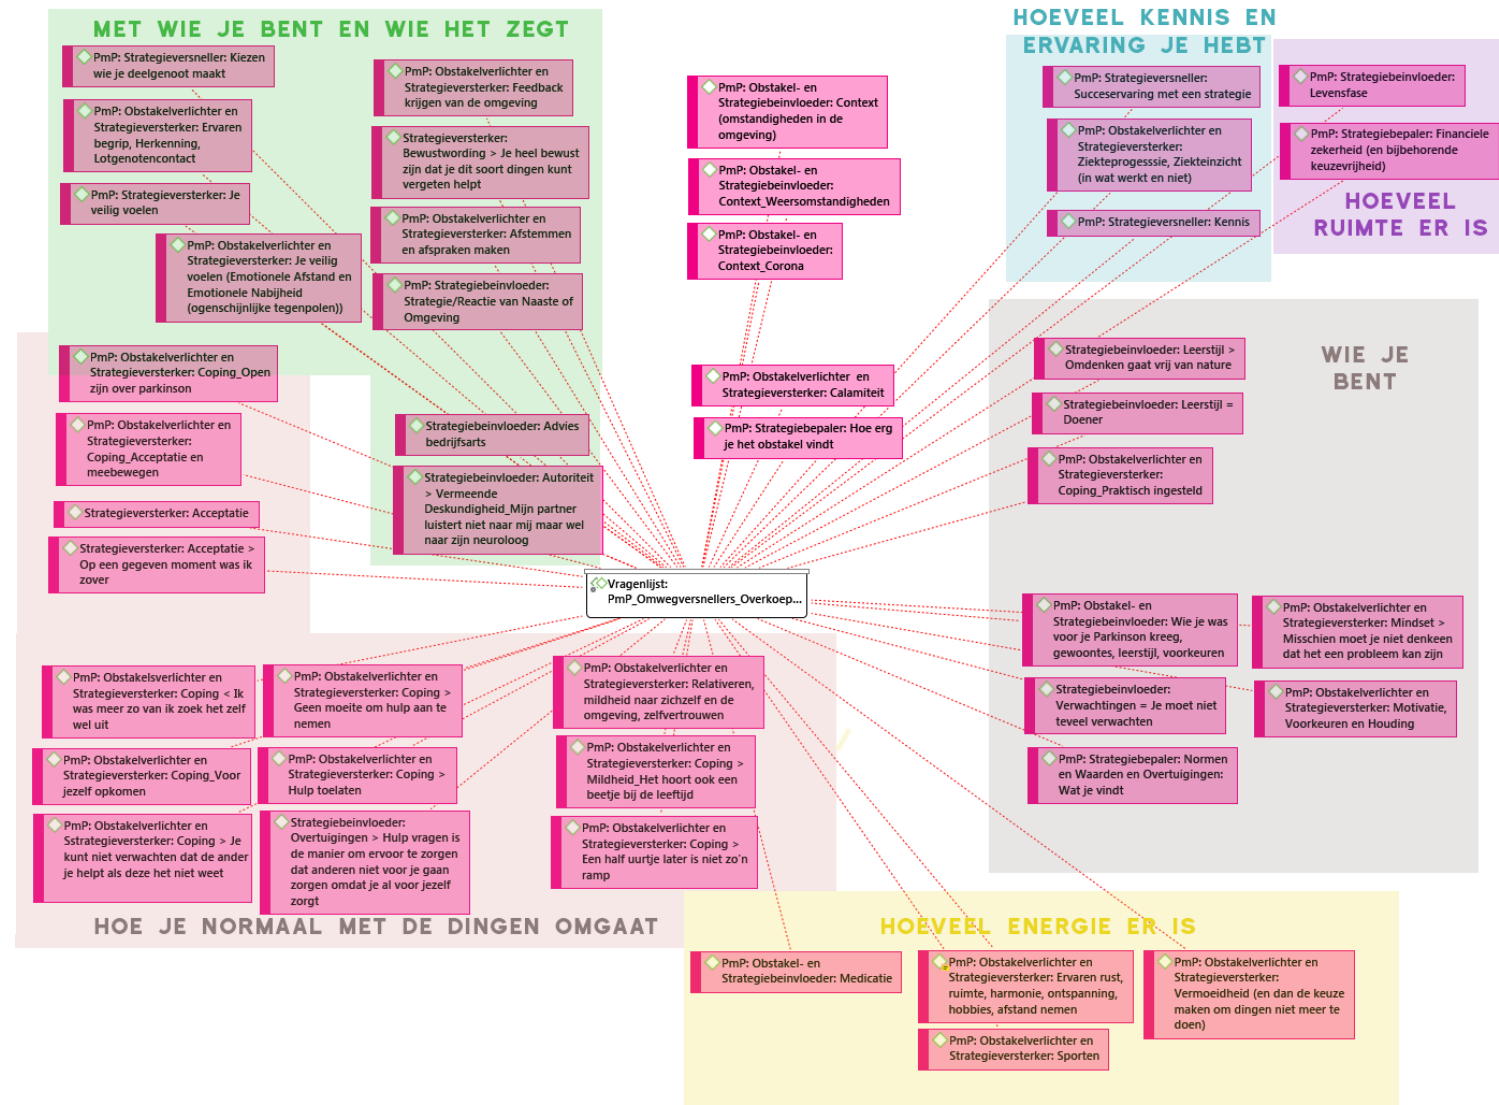 MET WIE JE BENT EN WIE HET ZEGT
PmP: Strategieversneller: Kiezen
wie je deelgenoot maakt
PmP: Obstakelverlichter en
Strategieversterker: Ervaren
begrip, Herkenning,
Lotgenotencontact
PmP: Strategieversterker: Je
veilig voelen
PmP: Obstakelverlichter en
Strategieversterker: Je veilig
voelen (Emotionele Afstand en
Emotionele Nabijheid
(ogenschijnlijke tegenpolen))
PmP: Obstakelverlichter en
Strategieversterker: Feedback
krijgen van de omgeving
Strategieversterker:
Bewustwording > Je heel bewust
zijn dat je dit soort dingen kunt
vergeten helpt
PmP: Obstakelverlichter en
Strategieversterker: Afstemmen
en afspraken maken
PmP: Strategiebeinvloeder:
Strategie/Reactie van Naaste of
Omgeving
Strategiebeinvloeder: Advies
bedrijfsarts
Strategiebeinvloeder: Autoriteit
> Vermeende
Deskundigheid_Mijn partner
luistert niet naar mij maar wel
naar zijn neuroloog
PmP: Obstakel- en
Strategiebeinvloeder: Context
(omstandigheden in de
omgeving)
PmP: Obstakel- en
Strategiebeinvloeder:
Context_Weersomstandigheden
PmP: Obstakel- en
Strategiebeinvloeder:
Context_Corona
PmP: Obstakelverlichter en
Strategieversterker: Calamiteit
PmP: Strategiebepaler: Hoe erg
je het obstakel vindt
HOEVEEL KENNIS EN
ERVARING JE HEBT
PmP: Strategieversneller:
Succeservaring met een strategie
PmP: Obstakelverlichter en
Strategieversterker:
Ziekteprogesssie, Ziekteinzicht
(in wat werkt en niet)
PmP: Strategieversneller: Kennis
PmP: Strategiebeinvloeder:
Levensfase
PmP: Strategiebepaler: Financiele
zekerheid (en bijbehorende
keuzevrijheid)
HOEVEEL
RUIMTE ER IS
WIE JE
BENT
Strategiebeinvloeder: Leerstijl >
Omdenken gaat vrij van nature
Strategiebeinvloeder: Leerstijl =
Doener
PmP: Obstakelverlichter en
Strategieversterker:
Coping_Praktisch ingesteld
PmP: Obstakel- en
Strategiebeinvloeder: Wie je was
voor je Parkinson kreeg,
gewoontes, leerstijl, voorkeuren
PmP: Obstakelverlichter en
Strategieversterker: Mindset >
Misschien moet je niet denkeen
dat het een probleem kan zijn
Strategiebeinvloeder:
Verwachtingen = Je moet niet
teveel verwachten
PmP: Obstakelverlichter en
Strategieversterker: Motivatie,
Voorkeuren en Houding
PmP: Strategiebepaler: Normen
en Waarden en Overtuigingen:
Wat je vindt
PmP: Obstakelverlichter en
Strategieversterker: Coping_Open
zijn over parkinson
PmP: Obstakelverlichter en
Strategieversterker:
Coping_Acceptatie en
meebewegen
Strategieversterker: Acceptatie
Strategieversterker: Acceptatie >
Op een gegeven moment was ik
zover
Vragenlijst:
PmP_Omwegversnellers_Overkoep...
PmP: Obstakelversterker en
Strategieversterker: Coping < Ik
was meer zo van ik zoek het zelf
wel uit
PmP: Obstakelverlichter en
Strategieversterker: Coping >
Geen moeite om hulp aan te
nemen
PmP: Obstakelverlichter en
Strategieversterker: Coping_Voor
jezelf opkomen
PmP: Obstakelverlichter en
Strategieversterker: Coping >
Hulp toelaten
PmP: Obstakelverlichter en
Sstrategieversterker: Coping > Je
kunt niet verwachten dat de ander
je helpt als deze het niet weet
Strategiebeinvloeder:
Overtuigingen > Hulp vragen is
de manier om ervoor te zorgen
dat anderen niet voor je gaan
zorgen omdat je al voor jezelf
zorgt
PmP: Obstakelverlichter en
Strategieversterker: Relativeren,
mildheid naar zichzelf en de
omgeving, zelfvertrouwen
PmP: Obstakelverlichter en
Strategieversterker: Coping >
Mildheid_Het hoort ook een
beetje bij de leeftijd
PmP: Obstakelverlichter en
Strategieversterker: Coping >
Een half uurtje later is niet zo'n
ramp
HOE JE NORMAAL MET DE DINGEN OMGAAT
HOEVEEL ENERGIE ER IS
PmP: Obstakel- en
Strategiebeinvloeder: Medicatie
PmP: Obstakelverlichter en
Strategieversterker: Ervaren rust,
ruimte, harmonie, ontspanning,
hobbies, afstand nemen
PmP: Obstakelverlichter en
Strategieversterker: Sporten
PmP: Obstakelverlichter en
Strategieversterker:
Vermoeidheid (en dan de keuze
maken om dingen niet meer te
doen)